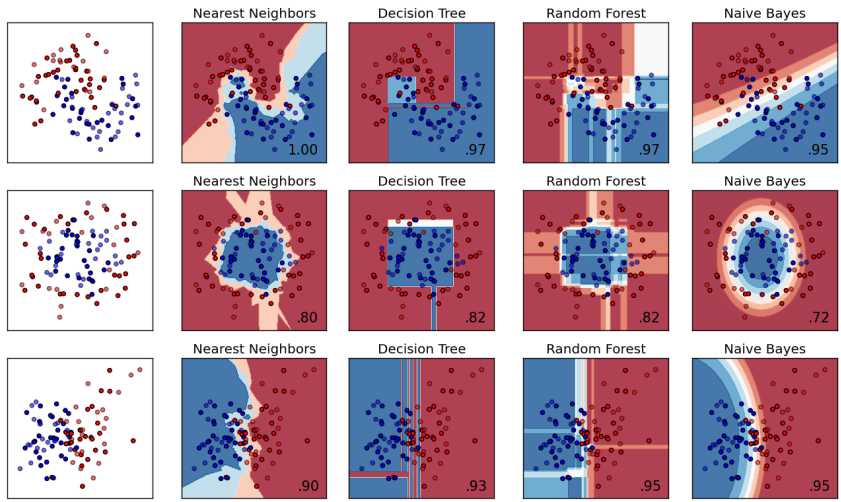 Nearest Neighbors Decision Tree Random Forest Naive Bayes
1.00 .97 .97 .95
Nearest Neighbors Decision Tree Random Forest Naive Bayes
.80 .82 .82 .72
Nearest Neighbors Decision Tree Random Forest Naive Bayes
.90 .93 .95 .95